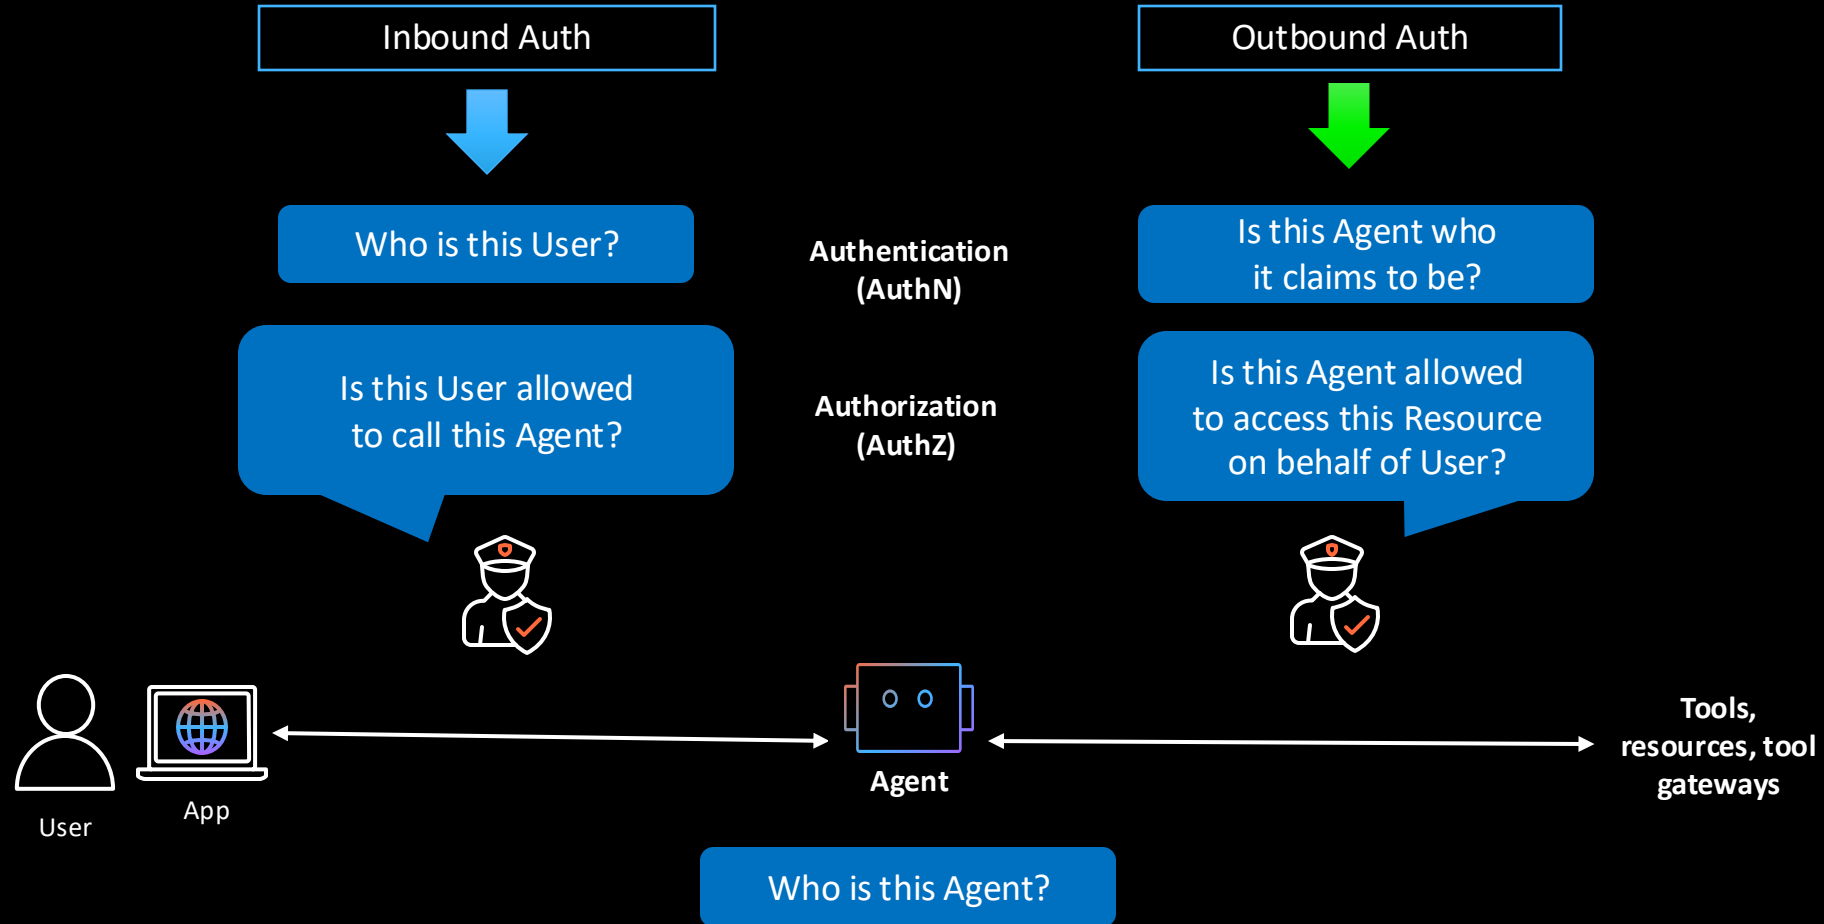 Inbound Auth
Outbound Auth
Who is this User?
Authentication
(AuthN)
Is this Agent who
it claims to be?
Is this User allowed
to call this Agent?
Authorization
(AuthZ)
Is this Agent allowed
to access this Resource
on behalf of User?
User
App
Agent
Tools,
resources, tool
gateways
Who is this Agent?